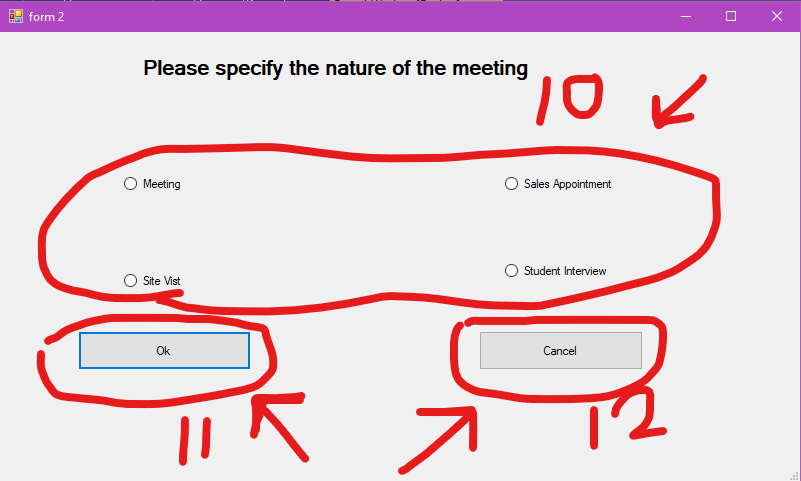 form 2
Please specify the nature of the meeting
10
Meeting
Sales Appointment
Site Vist
Student Interview
Ok
Cancel
11
12